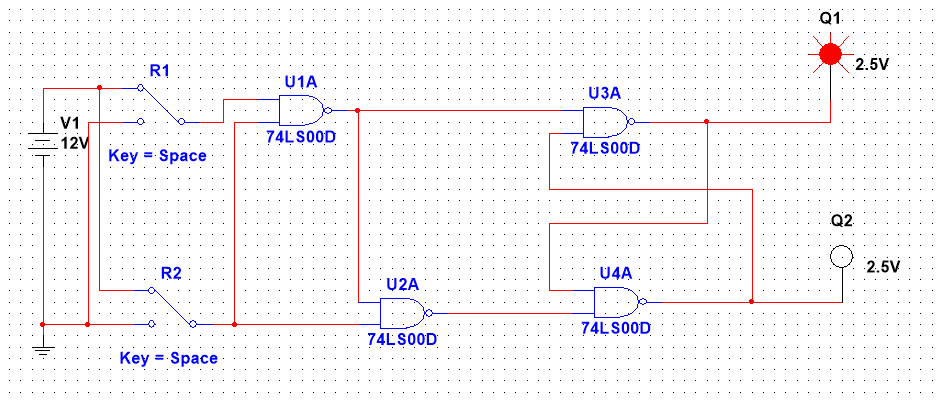 Q1
2.5V
R1
U1A
U3A
V1
12V
74LS00D
74LS00D
Key = Space
Q2
2.5V
R2
U2A
U4A
74LS00D
74LS00D
Key = Space